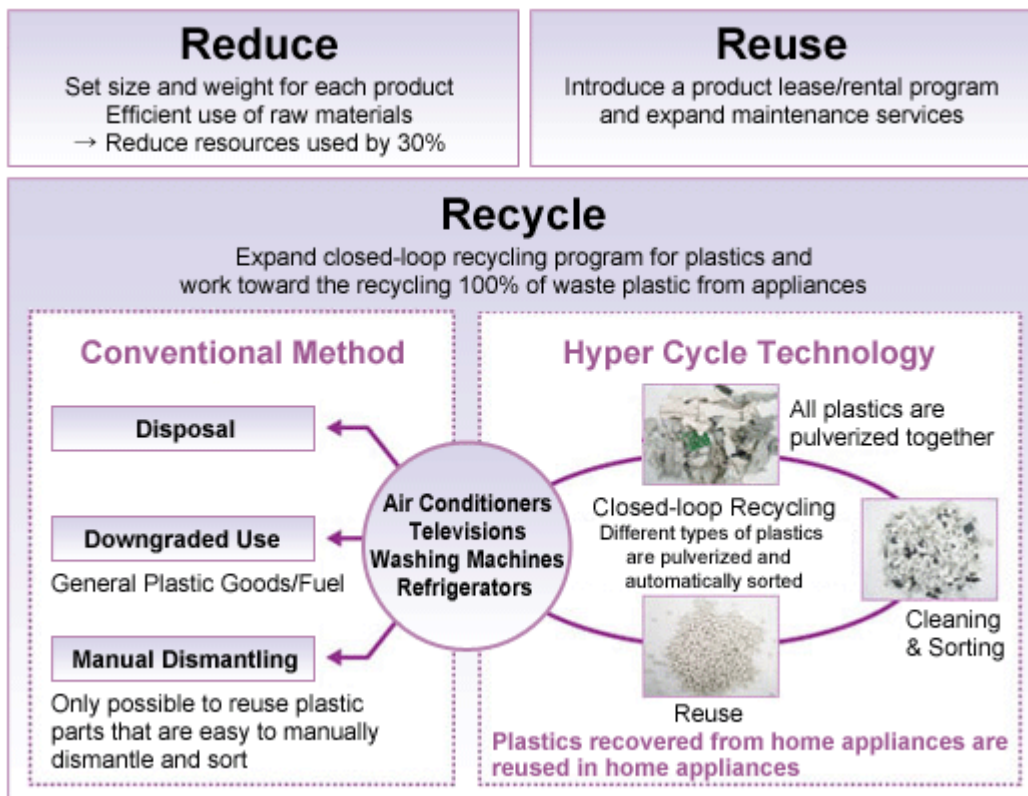 Reduce
Set size and weight for each product
Efficient use of raw materials
→ Reduce resources used by 30%
Reuse
Introduce a product lease/rental program
and expand maintenance services
Recycle
Expand closed-loop recycling program for plastics and
work toward the recycling 100% of waste plastic from appliances
Conventional Method
Disposal
Downgraded Use
General Plastic Goods/Fuel
Manual Dismantling
Only possible to reuse plastic
parts that are easy to manually
dismantle and sort
Air Conditioners
Televisions
Washing Machines
Refrigerators
Hyper Cycle Technology
All plastics are
pulverized together
Closed-loop Recycling
Different types of plastics
are pulverized and
automatically sorted
Cleaning
& Sorting
Reuse
Plastics recovered from home appliances are
reused in home appliances